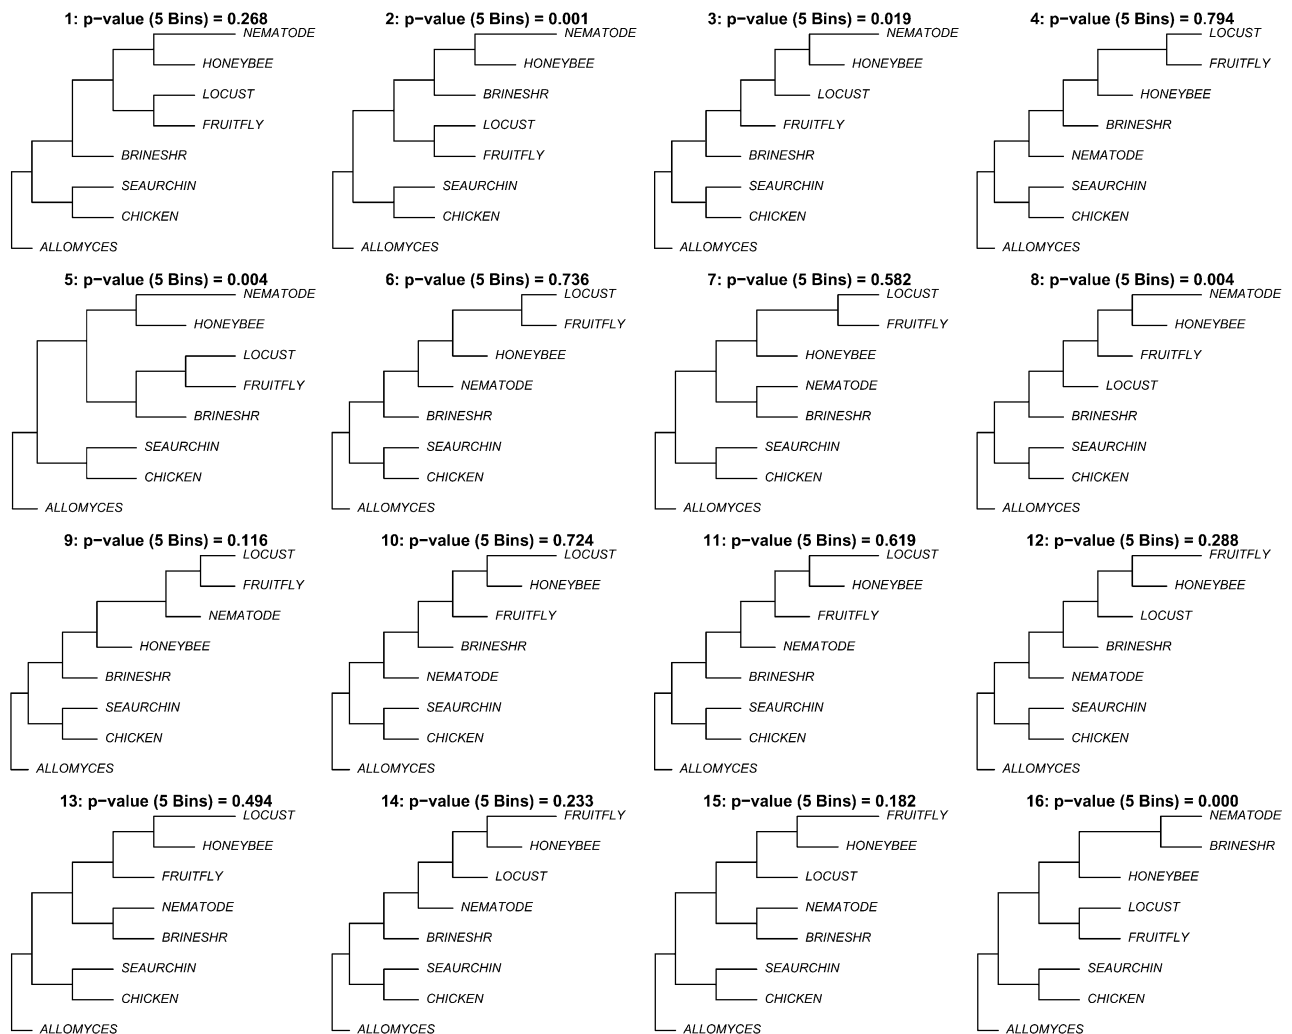 1: p−value (5 Bins) = 0.268
NEMATODE
HONEYBEE
LOCUST
FRUITFLY
BRINESHR
SEAURCHIN
CHICKEN
ALLOMYCES
2: p−value (5 Bins) = 0.001
NEMATODE
HONEYBEE
BRINESHR
LOCUST
FRUITFLY
SEAURCHIN
CHICKEN
ALLOMYCES
3: p−value (5 Bins) = 0.019
NEMATODE
HONEYBEE
LOCUST
FRUITFLY
BRINESHR
SEAURCHIN
CHICKEN
ALLOMYCES
4: p−value (5 Bins) = 0.794
LOCUST
FRUITFLY
HONEYBEE
BRINESHR
NEMATODE
SEAURCHIN
CHICKEN
ALLOMYCES
5: p−value (5 Bins) = 0.004
NEMATODE
HONEYBEE
LOCUST
FRUITFLY
BRINESHR
SEAURCHIN
CHICKEN
ALLOMYCES
6: p−value (5 Bins) = 0.736
LOCUST
FRUITFLY
HONEYBEE
NEMATODE
BRINESHR
SEAURCHIN
CHICKEN
ALLOMYCES
7: p−value (5 Bins) = 0.582
LOCUST
FRUITFLY
HONEYBEE
NEMATODE
BRINESHR
SEAURCHIN
CHICKEN
ALLOMYCES
8: p−value (5 Bins) = 0.004
NEMATODE
HONEYBEE
FRUITFLY
LOCUST
BRINESHR
SEAURCHIN
CHICKEN
ALLOMYCES
9: p−value (5 Bins) = 0.116
LOCUST
FRUITFLY
NEMATODE
HONEYBEE
BRINESHR
SEAURCHIN
CHICKEN
ALLOMYCES
10: p−value (5 Bins) = 0.724
LOCUST
HONEYBEE
FRUITFLY
BRINESHR
NEMATODE
SEAURCHIN
CHICKEN
ALLOMYCES
11: p−value (5 Bins) = 0.619
LOCUST
HONEYBEE
FRUITFLY
NEMATODE
BRINESHR
SEAURCHIN
CHICKEN
ALLOMYCES
12: p−value (5 Bins) = 0.288
FRUITFLY
HONEYBEE
LOCUST
BRINESHR
NEMATODE
SEAURCHIN
CHICKEN
ALLOMYCES
13: p−value (5 Bins) = 0.494
LOCUST
HONEYBEE
FRUITFLY
NEMATODE
BRINESHR
SEAURCHIN
CHICKEN
ALLOMYCES
14: p−value (5 Bins) = 0.233
FRUITFLY
HONEYBEE
LOCUST
NEMATODE
BRINESHR
SEAURCHIN
CHICKEN
ALLOMYCES
15: p−value (5 Bins) = 0.182
FRUITFLY
HONEYBEE
LOCUST
NEMATODE
BRINESHR
SEAURCHIN
CHICKEN
ALLOMYCES
16: p−value (5 Bins) = 0.000
NEMATODE
BRINESHR
HONEYBEE
LOCUST
FRUITFLY
SEAURCHIN
CHICKEN
ALLOMYCES